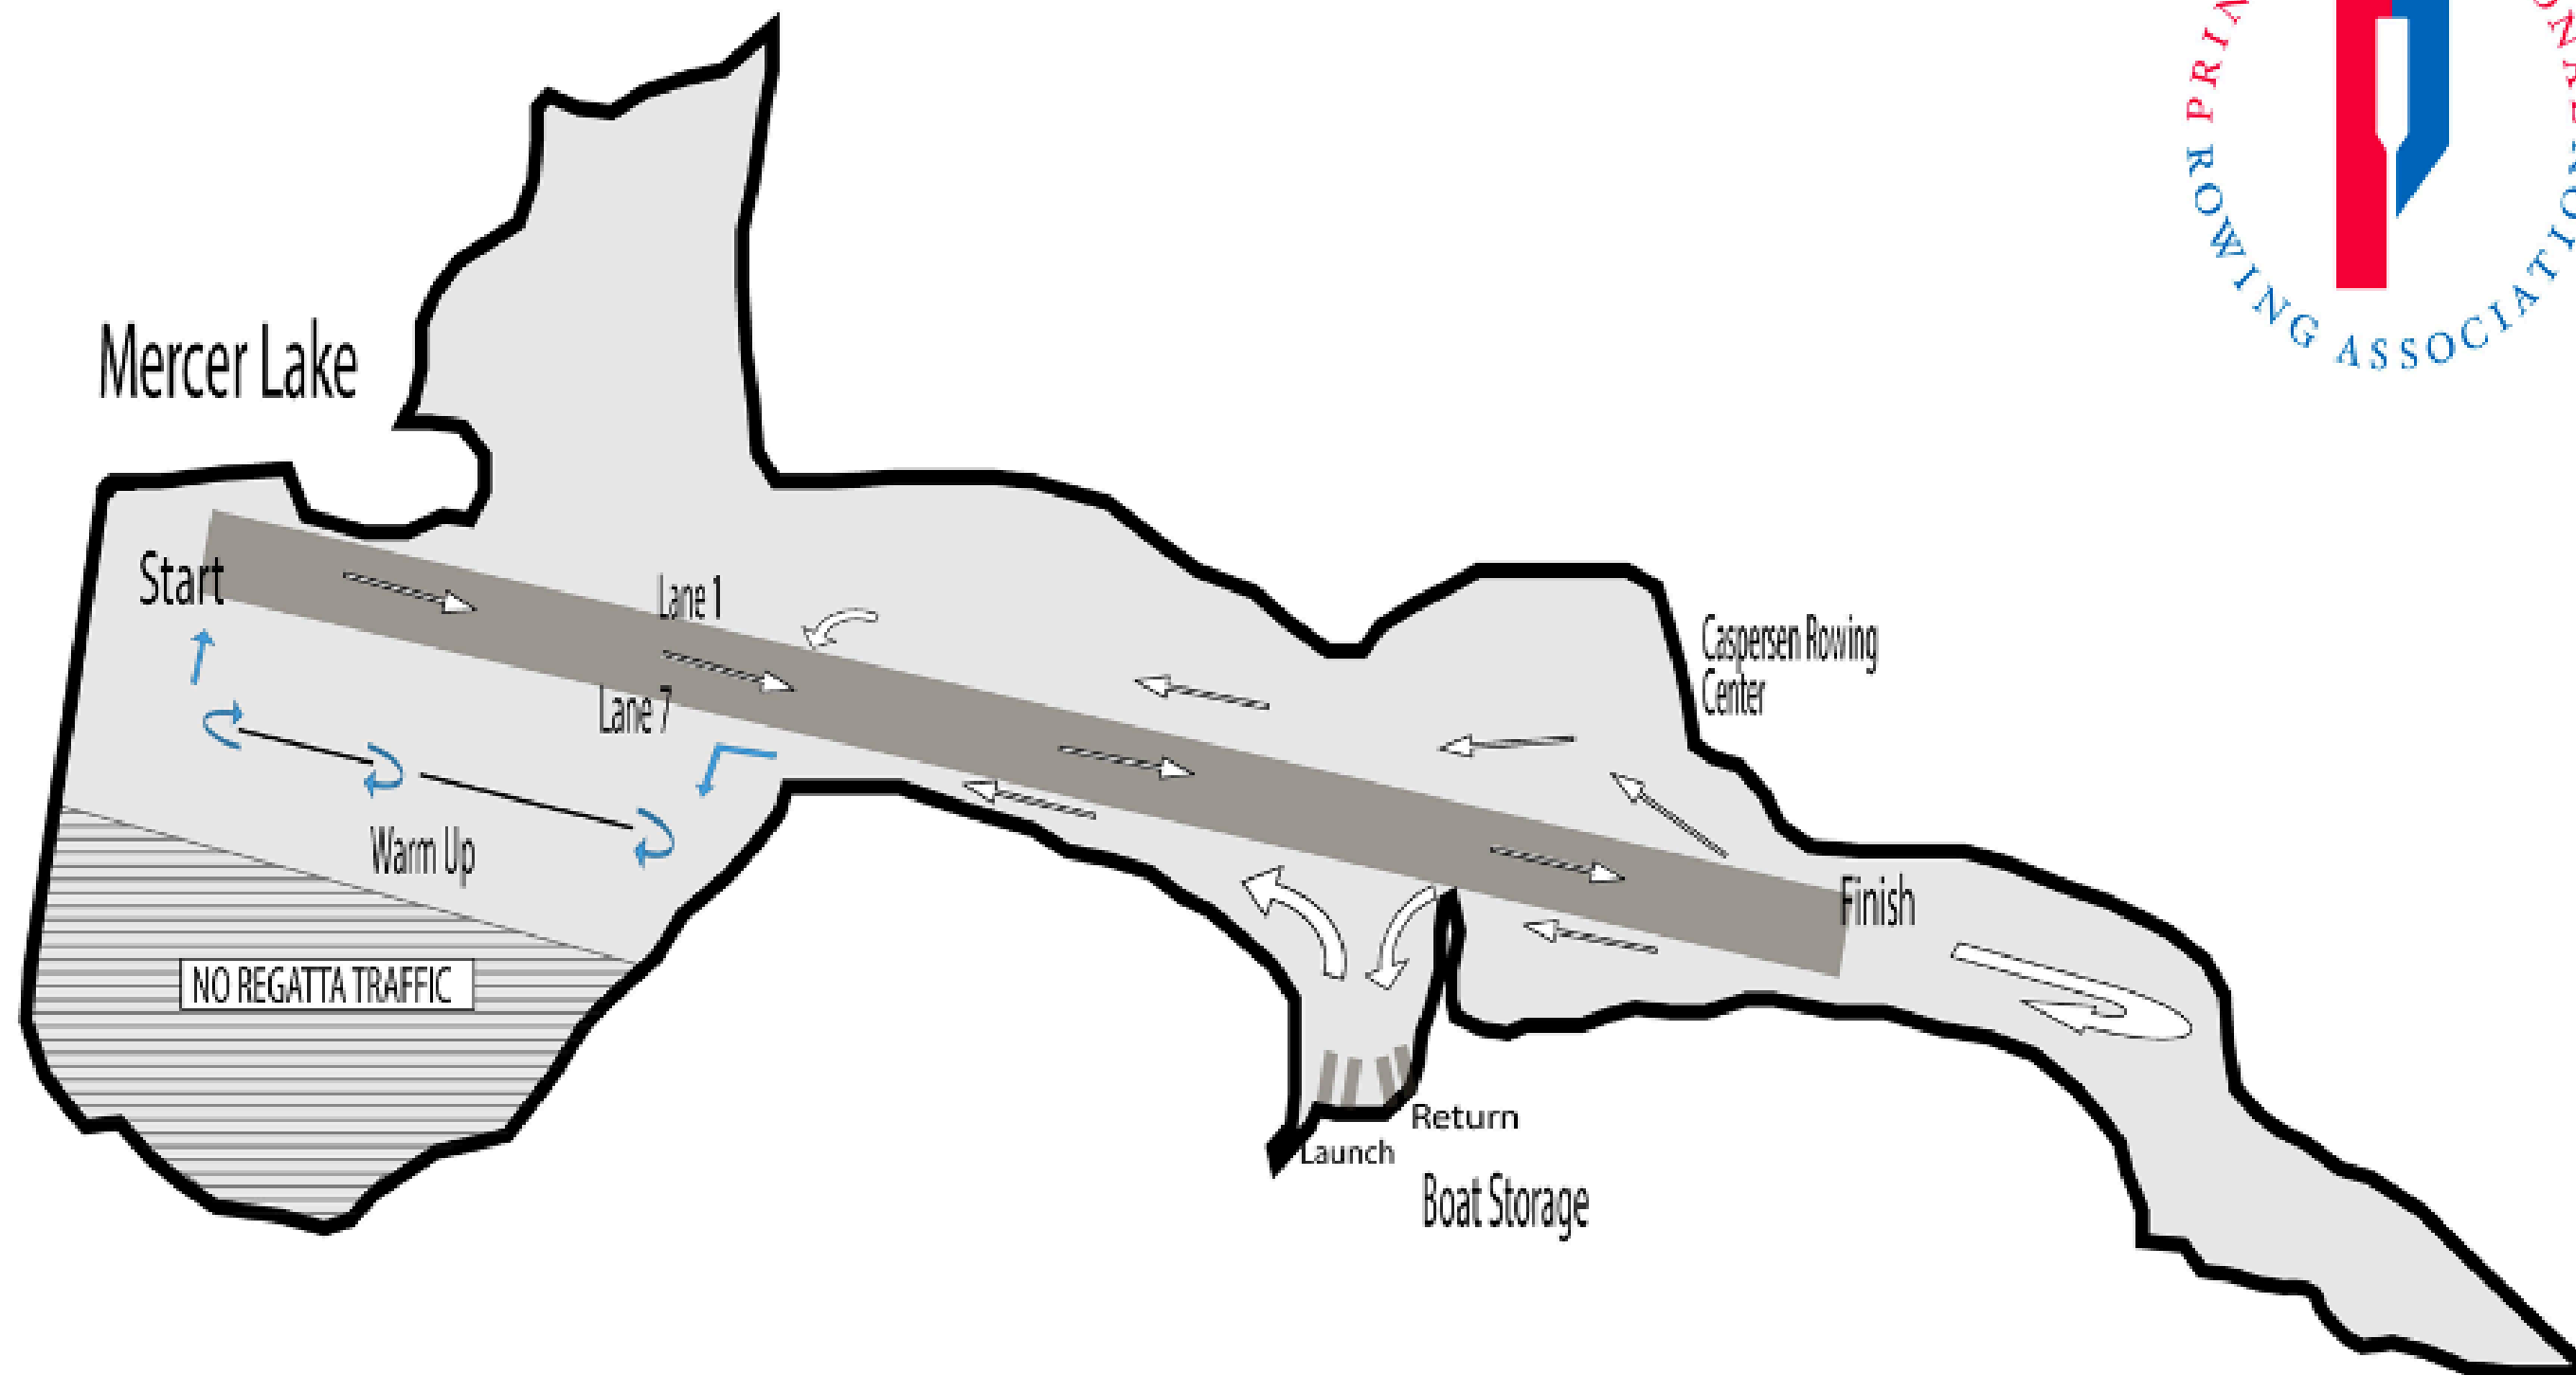 ROWING ASSOCIATION
Mercer Lake
Start
Lane 1
Lane 7
Caspersen Rowing
Center
Finish
Warm Up
NO REGATTA TRAFFIC
Return
Launch
Boat Storage